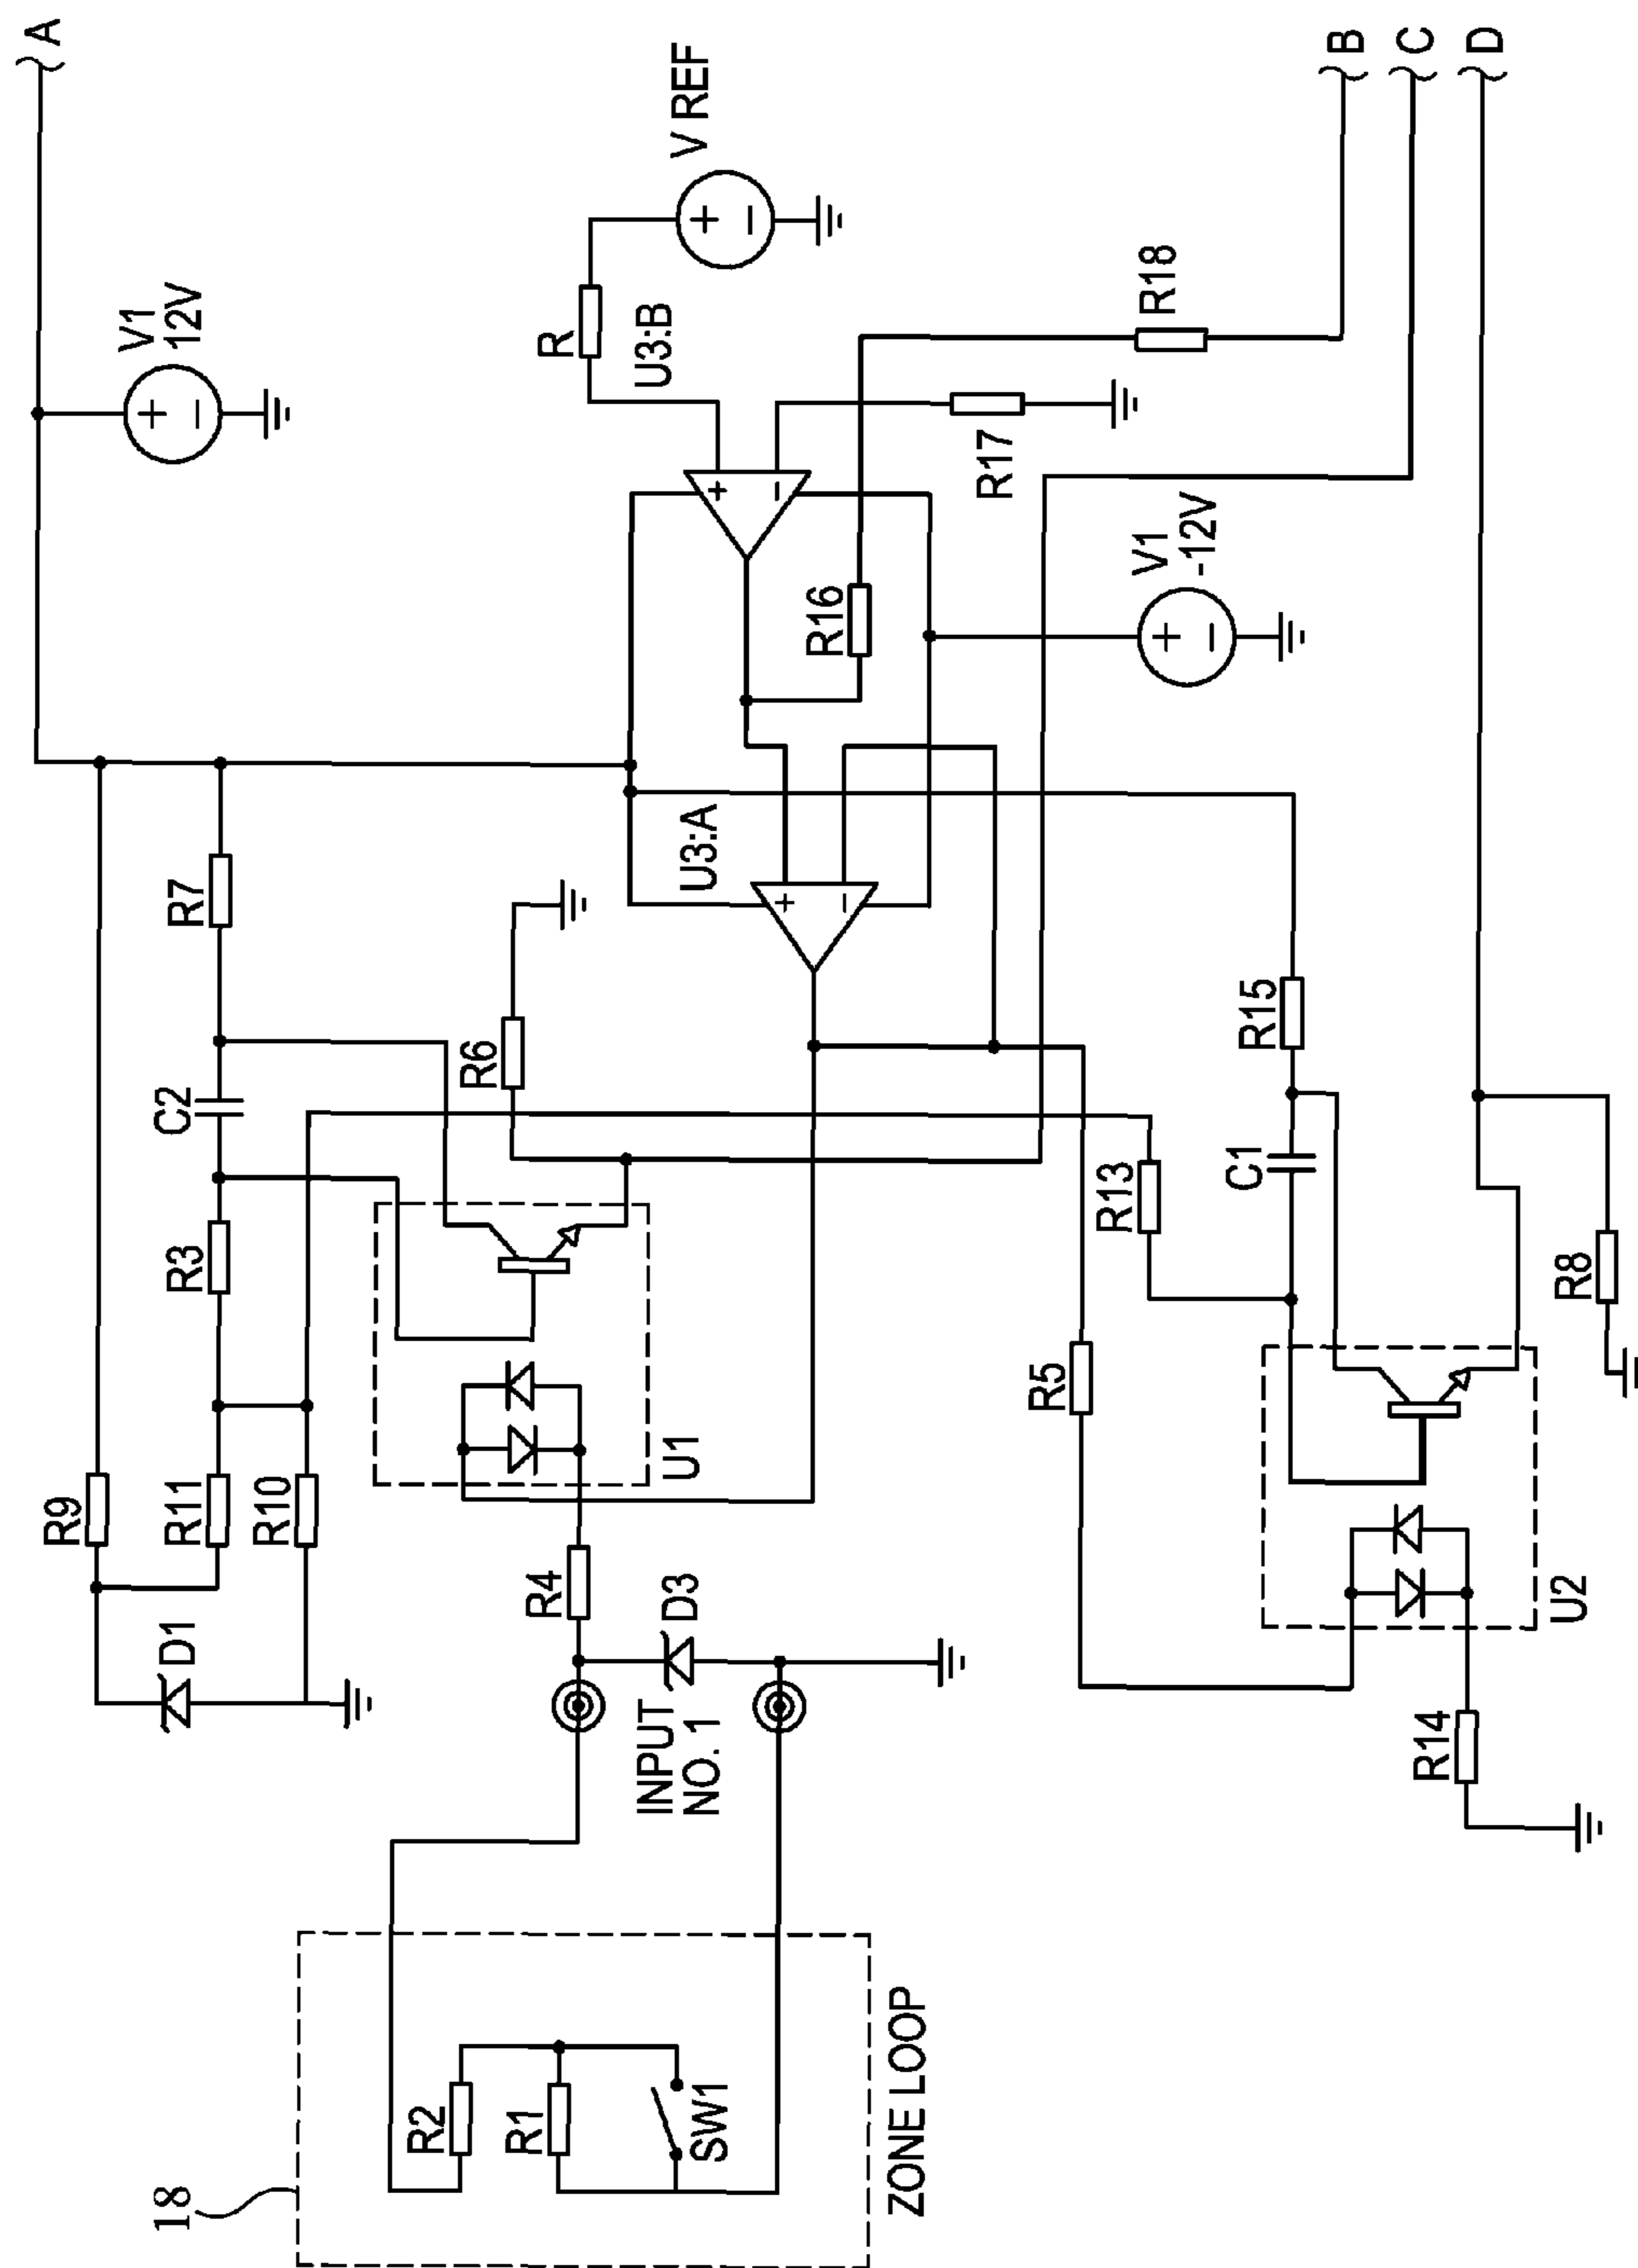 A
V1
12V
V REF
R
U3:B
R18
R17
B
C
D
R16
V1
-12V
R7
U3:A
C2
R6
R15
R3
R13
C1
R8
R9
R11
R10
U1
R5
D1
R4
D3
U2
INPUT
NO. 1
R14
R2
R1
SW1
ZONE LOOP
18